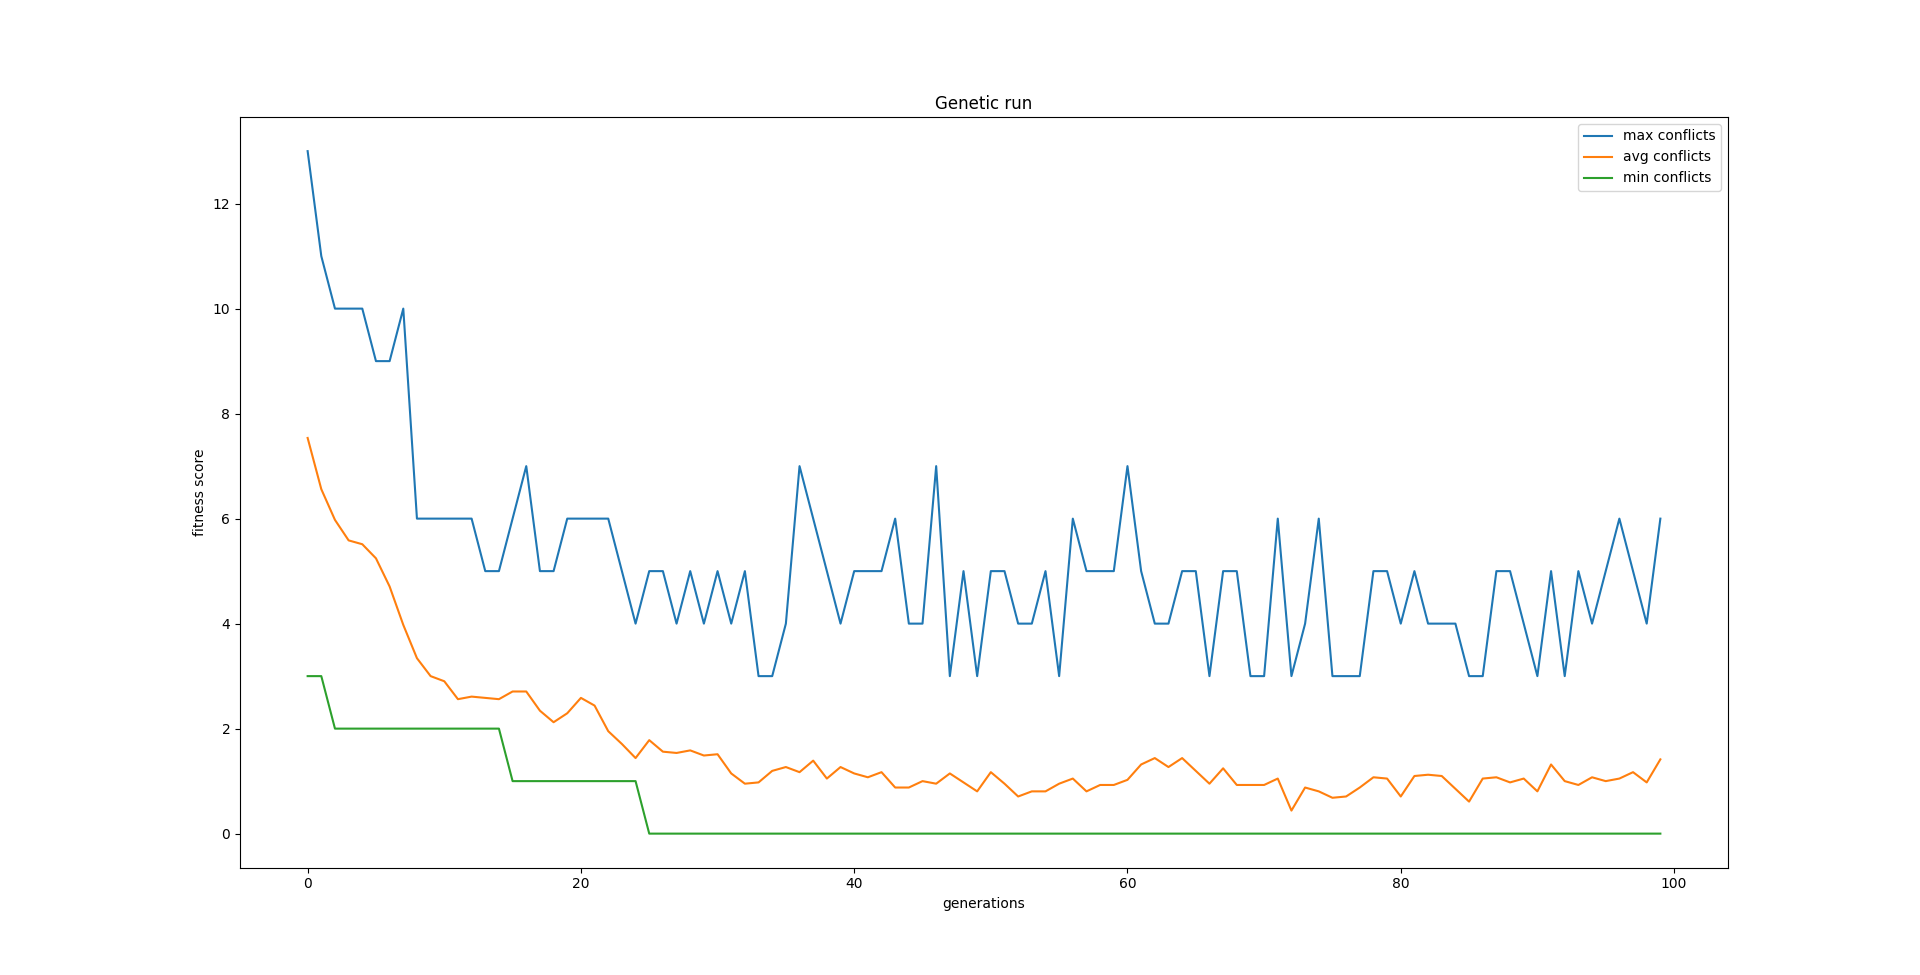 Genetic run
max conflicts
avg conflicts
min conflicts
fitness score
12
10
8
6
4
2
0
0 20 40 60 80 100
generations